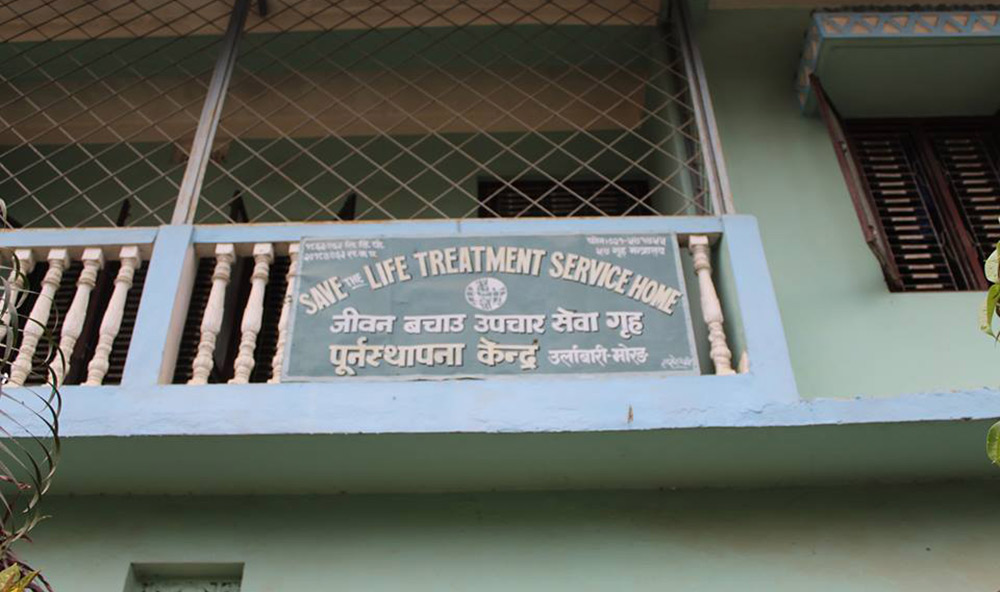 SAVE THE LIFE TREATMENT SERVICE HOME
जीवन बचाउ उपचार सेवा गृह
पूर्नस्थापना केन्द्र उर्लाबारी-मोरङ